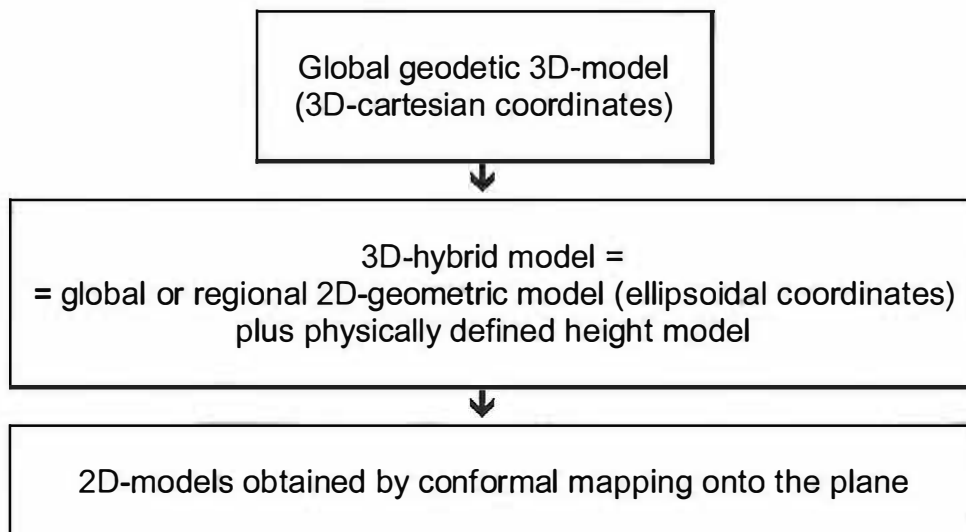 Global geodetic 3D-model
(3D-cartesian coordinates)
3D-hybrid model =
= global or regional 2D-geometric model (ellipsoidal coordinates)
plus physically defined height model
2D-models obtained by conformal mapping onto the plane